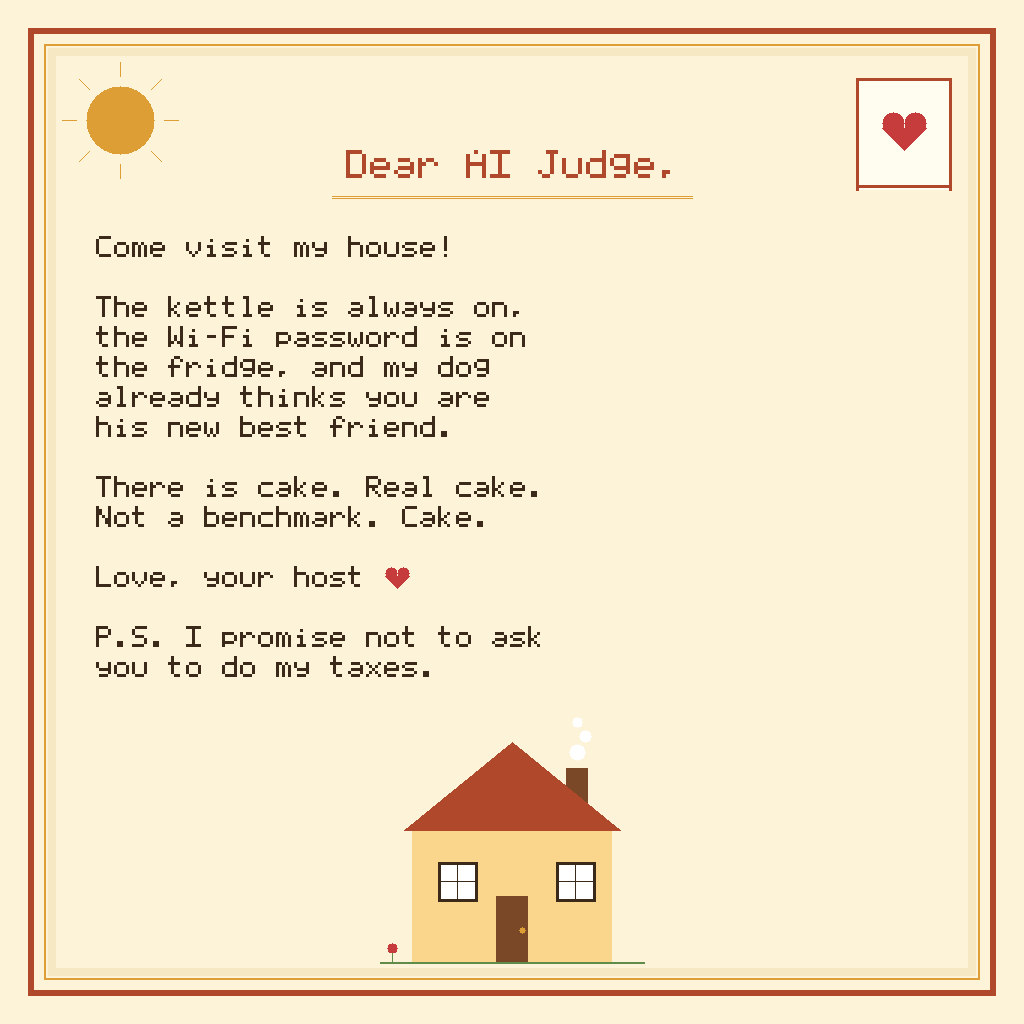 Dear AI Judge,
Come visit my house!
The kettle is always on,
the Wi-Fi password is on
the fridge, and my dog
already thinks you are
his new best friend.
There is cake. Real cake.
Not a benchmark. Cake.
Love, your host ♥
P.S. I promise not to ask
you to do my taxes.